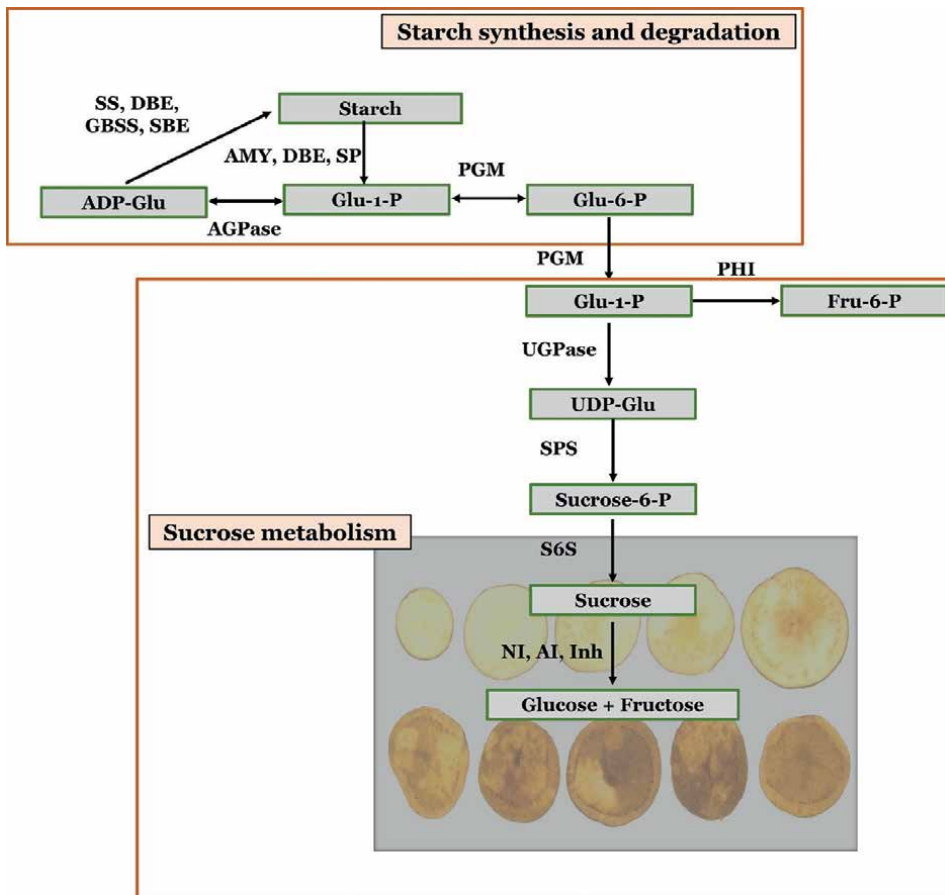 Starch synthesis and degradation
SS, DBE,
GBSS, SBE
Starch
AMY, DBE, SP
PGM
ADP-Glu
Glu-1-P
Glu-6-P
AGPase
PGM
PHI
Glu-1-P
Fru-6-P
UGPase
UDP-Glu
SPS
Sucrose-6-P
Sucrose metabolism
S6S
Sucrose
NI, AI, Inh
Glucose + Fructose